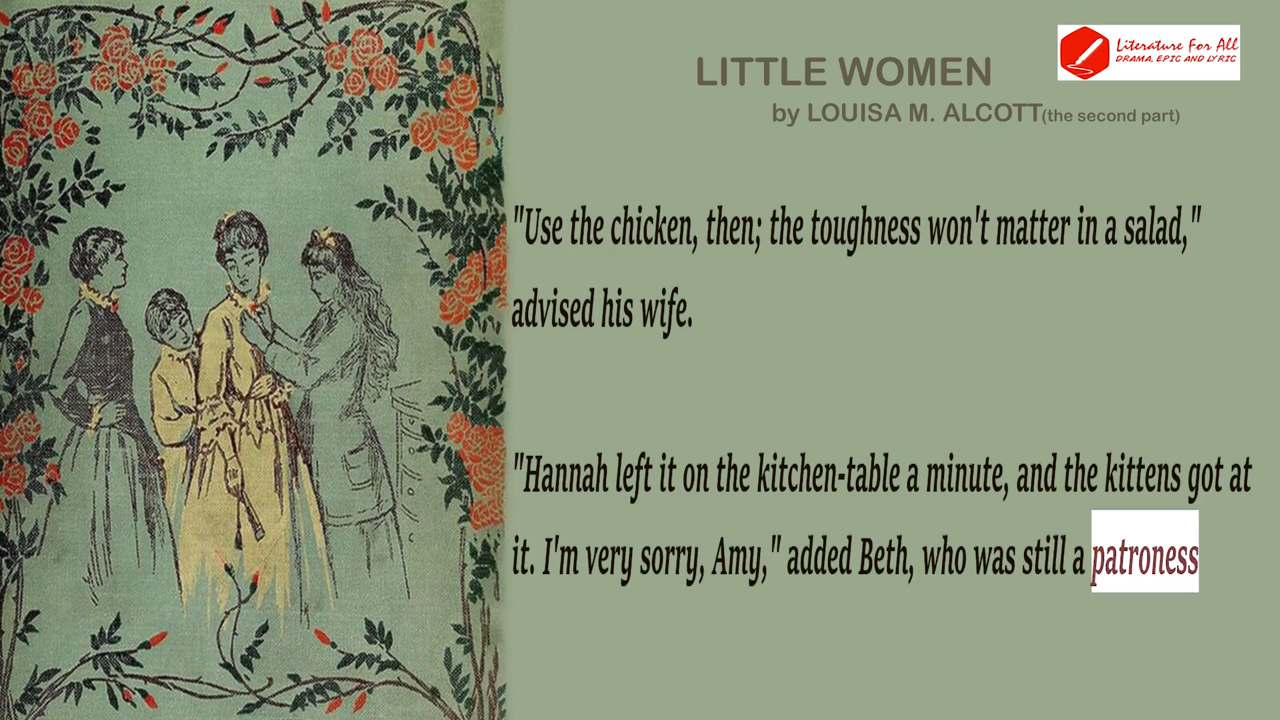 LITTLE WOMEN
Literature For All
DRAMA, EPIC AND LYRIC
by LOUISA M. ALCOTT(the second part)
"Use the chicken, then; the toughness won't matter in a salad,"
advised his wife.
"Hannah left it on the kitchen-table a minute, and the kittens got at
it. I'm very sorry, Amy," added Beth, who was still a patroness